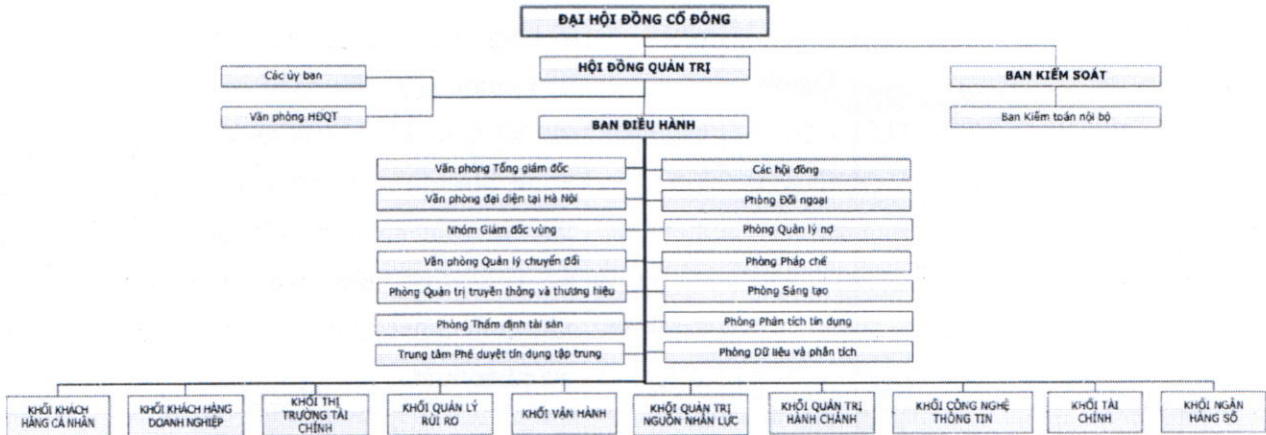 ĐẠI HỘI ĐỒNG CỔ ĐÔNG
HỘI ĐỒNG QUẢN TRỊ
BAN KIỂM SOÁT
Các ủy ban
Văn phòng HĐQT
Ban Kiểm toán nội bộ
BAN ĐIỀU HÀNH
Văn phong Tổng giám đốc
Các hội đồng
Văn phòng đại diện tại Hà Nội
Phòng Đối ngoại
Nhóm Giám đốc vùng
Phòng Quản lý nợ
Văn phòng Quản lý chuyển đổi
Phòng Pháp chế
Phòng Quản trị truyền thông và thương hiệu
Phòng Sáng tạo
Phòng Thẩm định tài sản
Phòng Phân tích tín dụng
Trung tâm Phê duyệt tín dụng tập trung
Phòng Dữ liệu và phân tích
KHỐI KHÁCH
HÀNG CÁ NHÂN
KHỐI KHÁCH HÀNG
DOANH NGHIỆP
KHỐI THỊ
TRƯỜNG TÀI
CHÍNH
KHỐI QUẢN LÝ
RỦI RO
KHỐI VẬN HÀNH
KHỐI QUẢN TRỊ
NGUỒN NHÂN LỰC
KHỐI QUẢN TRỊ
HÀNH CHÁNH
KHỐI CÔNG NGHỆ
THÔNG TIN
KHỐI TÀI
CHÍNH
KHỐI NGÂN
HÀNG SỐ